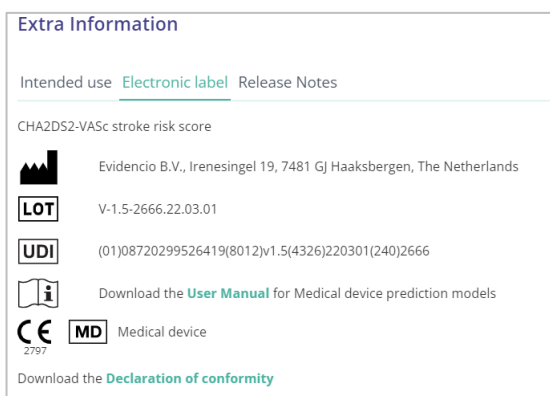 Extra Information
Intended use Electronic label Release Notes
CHA2DS2-VASc stroke risk score
Evidencio B.V., Irenesingel 19, 7481 GJ Haaksbergen, The Netherlands
LOT V-1.5-2666.22.03.01
UDI (01)08720299526419(8012)v1.5(4326)220301(240)2666
i Download the User Manual for Medical device prediction models
CE 2797 MD Medical device
Download the Declaration of conformity